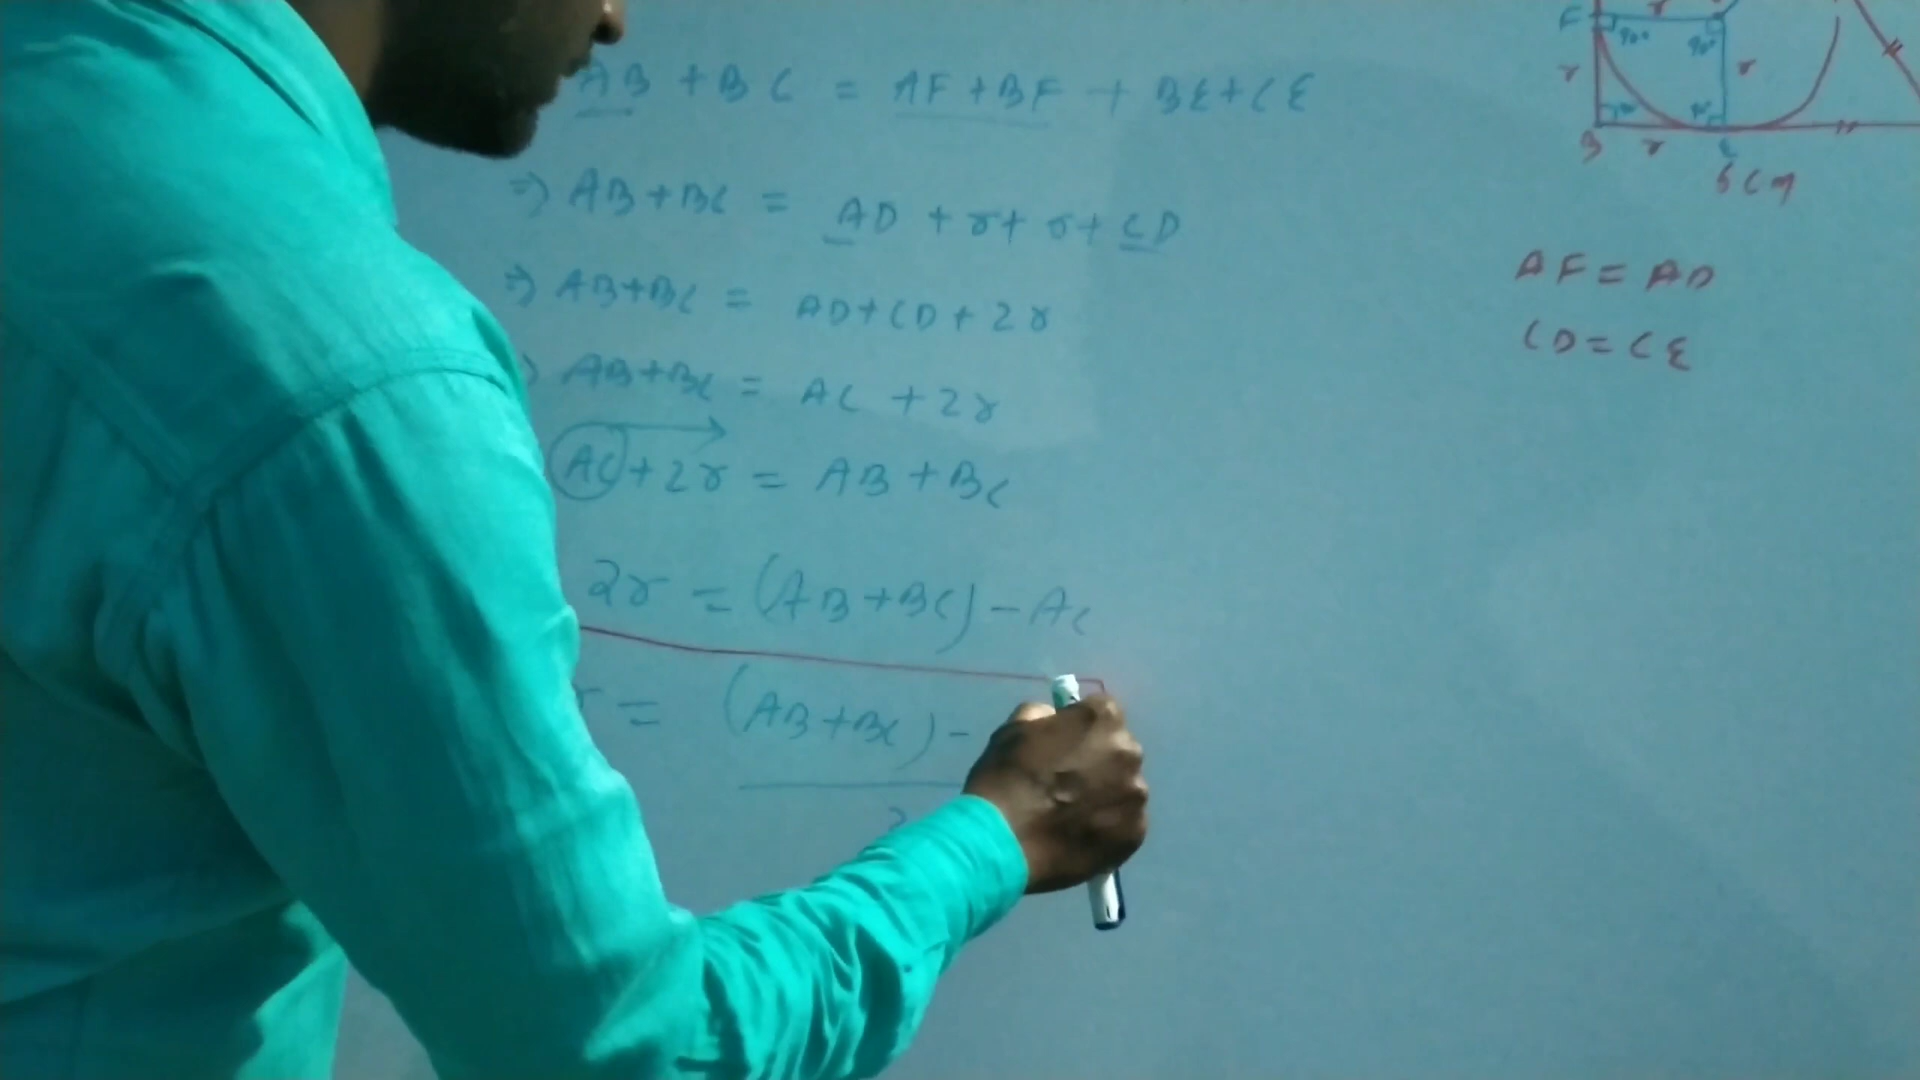 AB + BC = AF + BF + BE + CE
⇒ AB + BC = AD + r + r + CD
⇒ AB + BC = AD + CD + 2r
⇒ AB + BC = AC + 2r
AC + 2r = AB + BC
2r = (AB + BC) - AC
r = (AB + BC) -
2
F
90° 90°
r r
r
90° 90°
B r E
6 cm
AF = AD
CD = CE